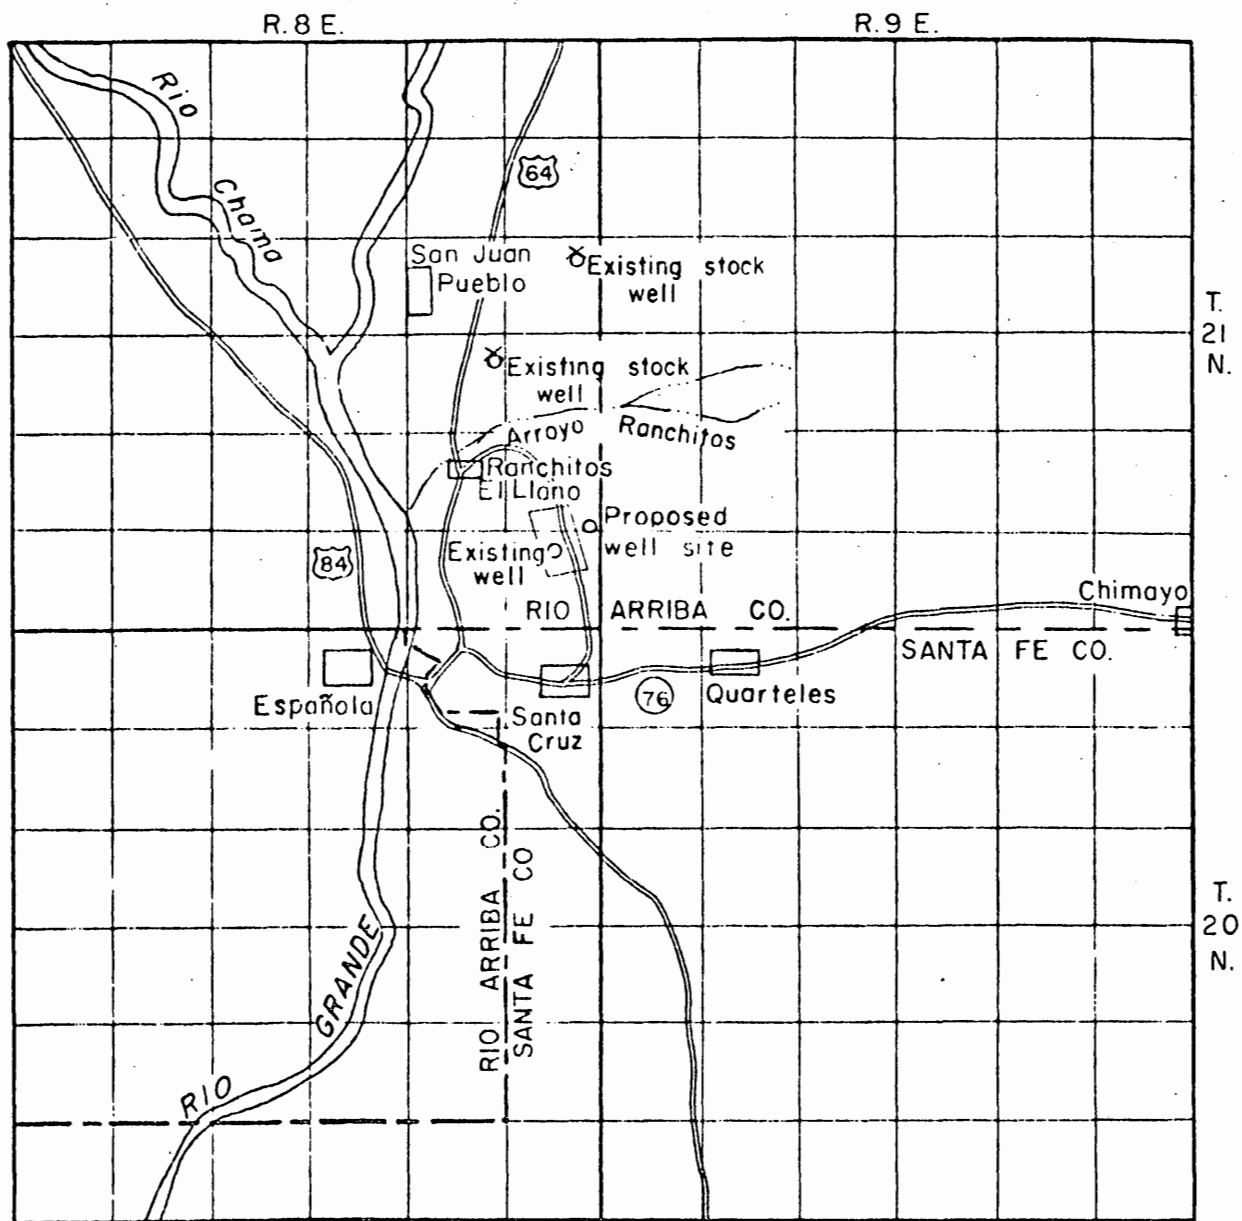 R. 8 E.
R. 9 E.
Rio
Chama
64
San Juan
Pueblo
Existing stock
well
T.
21
N.
Existing stock
well
Arroyo Ranchitos
Ranchitos
El Llano
Proposed
well site
Existing
well
84
Chimayo
RIO ARRIBA CO.
SANTA FE CO.
Española
Santa
Cruz
76
Quarteles
RIO ARRIBA CO.
SANTA FE CO
T.
20
N.
RIO GRANDE